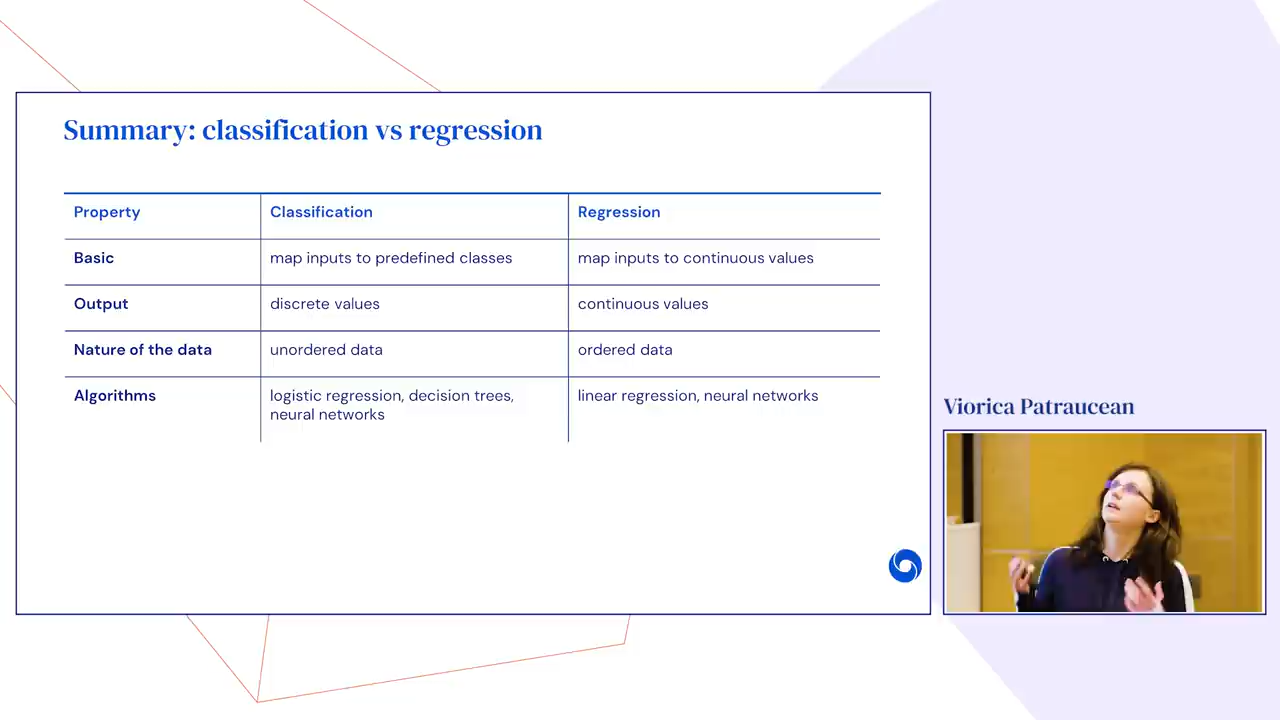 Summary: classification vs regression
Property Classification Regression
Basic map inputs to predefined classes map inputs to continuous values
Output discrete values continuous values
Nature of the data unordered data ordered data
Algorithms logistic regression, decision trees, linear regression, neural networks
neural networks
Viorica Patraucean